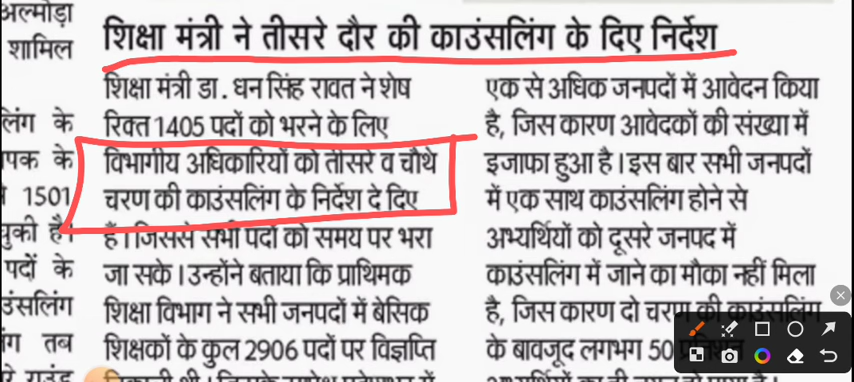 अल्मोड़ा
शामिल
लिंग के
पक के
1501
चुकी है।
पदों के
उंसलिंग
ंग तब
रे राउंड
शिक्षा मंत्री ने तीसरे दौर की काउंसलिंग के दिए निर्देश
शिक्षा मंत्री डा. धन सिंह रावत ने शेष
रिक्त 1405 पदों को भरने के लिए
विभागीय अधिकारियों को तीसरे व चौथे
चरण की काउंसलिंग के निर्देश दे दिए
हैं। जिससे सभी पदों को समय पर भरा
जा सके। उन्होंने बताया कि प्राथमिक
शिक्षा विभाग ने सभी जनपदों में बेसिक
शिक्षकों के कुल 2906 पदों पर विज्ञप्ति
एक से अधिक जनपदों में आवेदन किया
है, जिस कारण आवेदकों की संख्या में
इजाफा हुआ है। इस बार सभी जनपदों
में एक साथ काउंसलिंग होने से
अभ्यर्थियों को दूसरे जनपद में
काउंसलिंग में जाने का मौका नहीं मिला
है, जिस कारण दो चरण की काउंसलिंग
के बावजूद लगभग 50